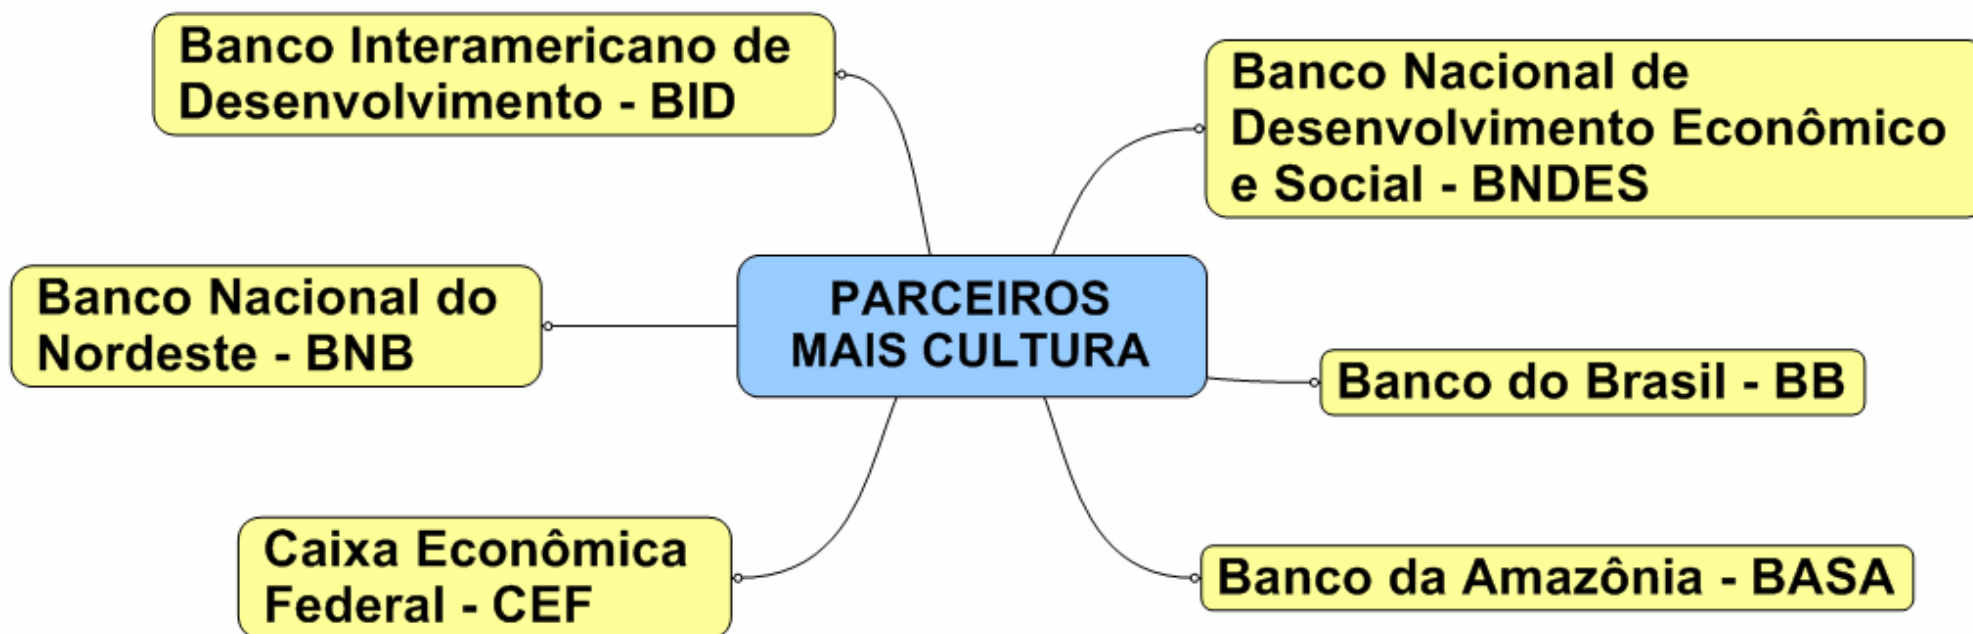 Banco Interamericano de
Desenvolvimento - BID
Banco Nacional de
Desenvolvimento Econômico
e Social - BNDES
Banco Nacional do
Nordeste - BNB
PARCEIROS
MAIS CULTURA
Banco do Brasil - BB
Caixa Econômica
Federal - CEF
Banco da Amazônia - BASA